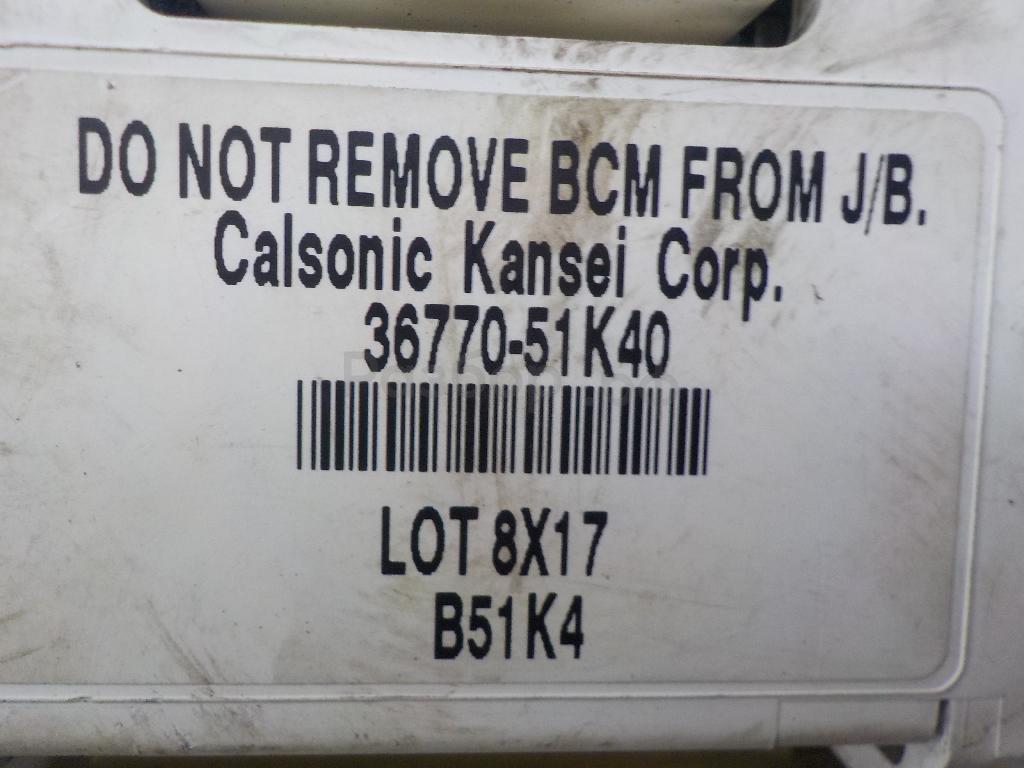 DO NOT REMOVE BCM FROM J/B.
Calsonic Kansei Corp.
36770-51K40
LOT 8X17
B51K4